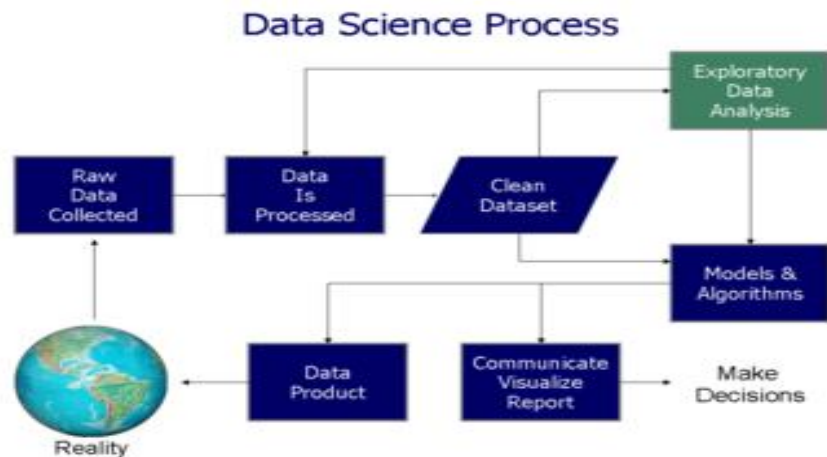 Data Science Process
Exploratory
Data
Analysis
Raw
Data
Collected
Data
Is
Processed
Clean
Dataset
Models &
Algorithms
Data
Product
Communicate
Visualize
Report
Make
Decisions
Reality